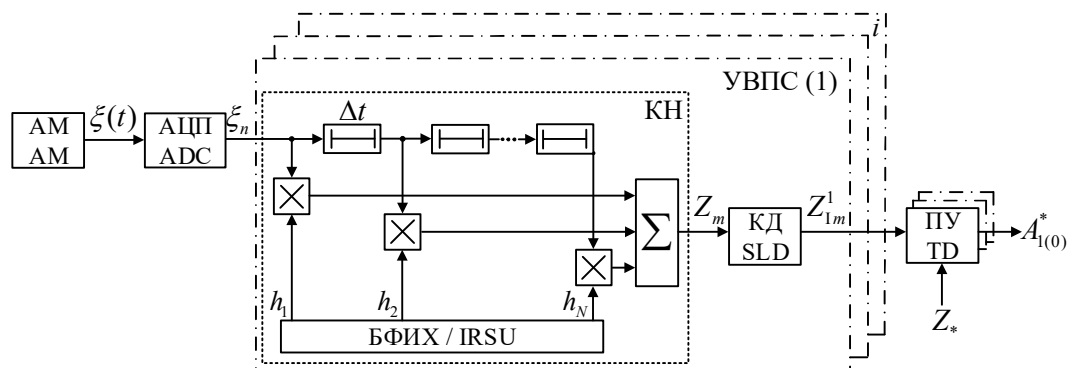 i
УВПС (1)
КН
АМ
АМ
ξ(t)
АЦП
ADC
ξn
Δt
Σ
Zm
КД
SLD
Z¹Im
ПУ
TD
A*1(0)
Z*
h1
h2
hN
БФИХ / IRSU